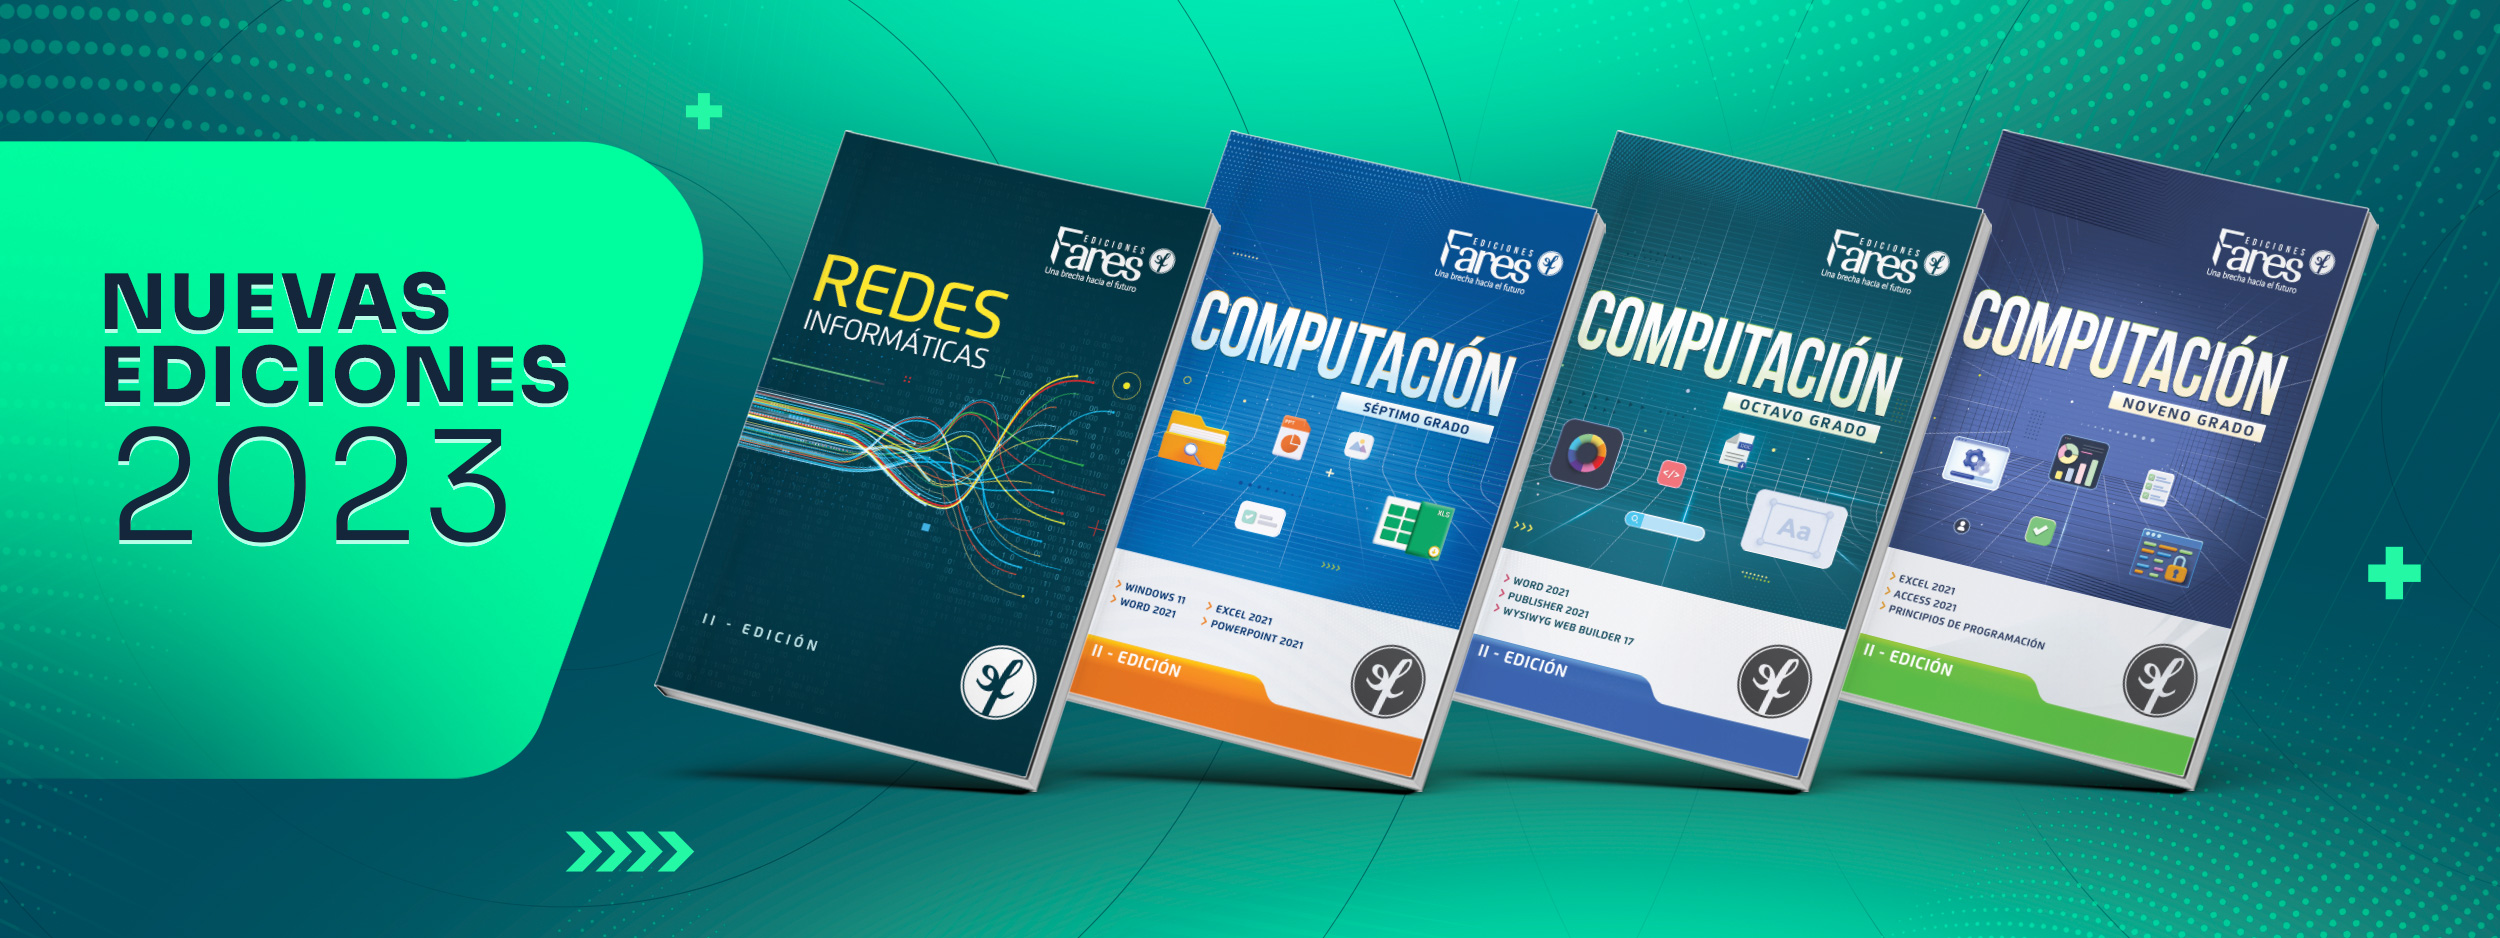 NUEVAS
EDICIONES
2023
EDICIONES
Fares
Una brecha hacia el futuro
REDES
INFORMÁTICAS
II - EDICIÓN
EDICIONES
Fares
Una brecha hacia el futuro
COMPUTACIÓN
SÉPTIMO GRADO
PPT
XLS
WINDOWS 11
WORD 2021
EXCEL 2021
POWERPOINT 2021
II - EDICIÓN
EDICIONES
Fares
Una brecha hacia el futuro
COMPUTACIÓN
OCTAVO GRADO
</>
Aa
WORD 2021
PUBLISHER 2021
WYSIWYG WEB BUILDER 17
II - EDICIÓN
EDICIONES
Fares
Una brecha hacia el futuro
COMPUTACIÓN
NOVENO GRADO
EXCEL 2021
ACCESS 2021
PRINCIPIOS DE PROGRAMACIÓN
II - EDICIÓN